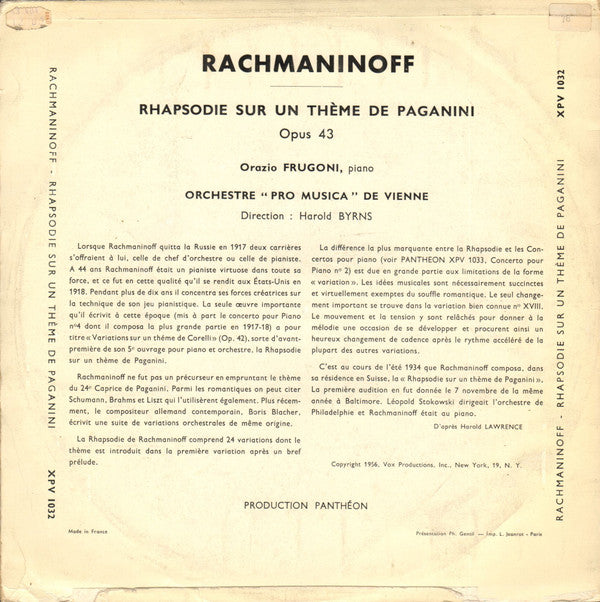 RACHMANINOFF
RHAPSODIE SUR UN THÈME DE PAGANINI
Opus 43
Orazio FRUGONI, piano
ORCHESTRE “ PRO MUSICA ” DE VIENNE
Direction : Harold BYRNS
Lorsque Rachmaninoff quitta la Russie en 1917 deux carrières
s'offraient à lui, celle de chef d'orchestre ou celle de pianiste.
A 44 ans Rachmaninoff était un pianiste virtuose dans toute sa
force, et ce fut en cette qualité qu'il se rendit aux États-Unis en
1918. Pendant plus de dix ans il concentra ses forces créatrices sur
la technique de son jeu pianistique. La seule œuvre importante
qu'il écrivit à cette époque (mis à part le concerto pour Piano
nº4 dont il composa la plus grande partie en 1917-18) a pour
titre « Variations sur un thème de Corelli» (Op. 42), sorte d'avant-
première de son 5e ouvrage pour piano et orchestre, la Rhapsodie
sur un thème de Paganini.
Rachmaninoff ne fut pas un précurseur en empruntant le thème
du 24e Caprice de Paganini. Parmi les romantiques on peut citer
Schumann, Brahms et Liszt qui l'utilisèrent également. Plus récem-
ment, le compositeur allemand contemporain, Boris Blacher,
écrivit une suite de variations orchestrales de même origine.
La Rhapsodie de Rachmaninoff comprend 24 variations dont le
thème est introduit dans la première variation après un bref
prélude.
La différence la plus marquante entre la Rhapsodie et les Con-
certos pour piano (voir PANTHEON XPV 1033, Concerto pour
Piano nº 2) est due en grande partie aux limitations de la forme
« variation ». Les idées musicales sont nécessairement succinctes
et virtuellement exemptes du souffle romantique. Le seul change-
ment important se trouve dans la variation bien connue nº XVIII.
Le mouvement et la tension y sont relâchés pour donner à la
mélodie une occasion de se développer et procurent ainsi un
heureux changement de cadence après le rythme accéléré de la
plupart des autres variations.
C'est au cours de l'été 1934 que Rachmaninoff composa, dans
sa résidence en Suisse, la « Rhapsodie sur un thème de Paganini ».
La première audition en fut donnée le 7 novembre de la même
année à Baltimore. Léopold Stokowski dirigeait l'orchestre de
Philadelphie et Rachmaninoff était au piano.
D'après Harold LAWRENCE
Copyright 1956, Vox Productions, Inc., New York, 19, N. Y.
PRODUCTION PANTHÉON
Made in France
Présentation Ph. Gentil — Imp. L. Jeanrot - Paris
RACHMANINOFF - RHAPSODIE SUR UN THÈME DE PAGANINI XPV 1032
RACHMANINOFF - RHAPSODIE SUR UN THÈME DE PAGANINI XPV 1032